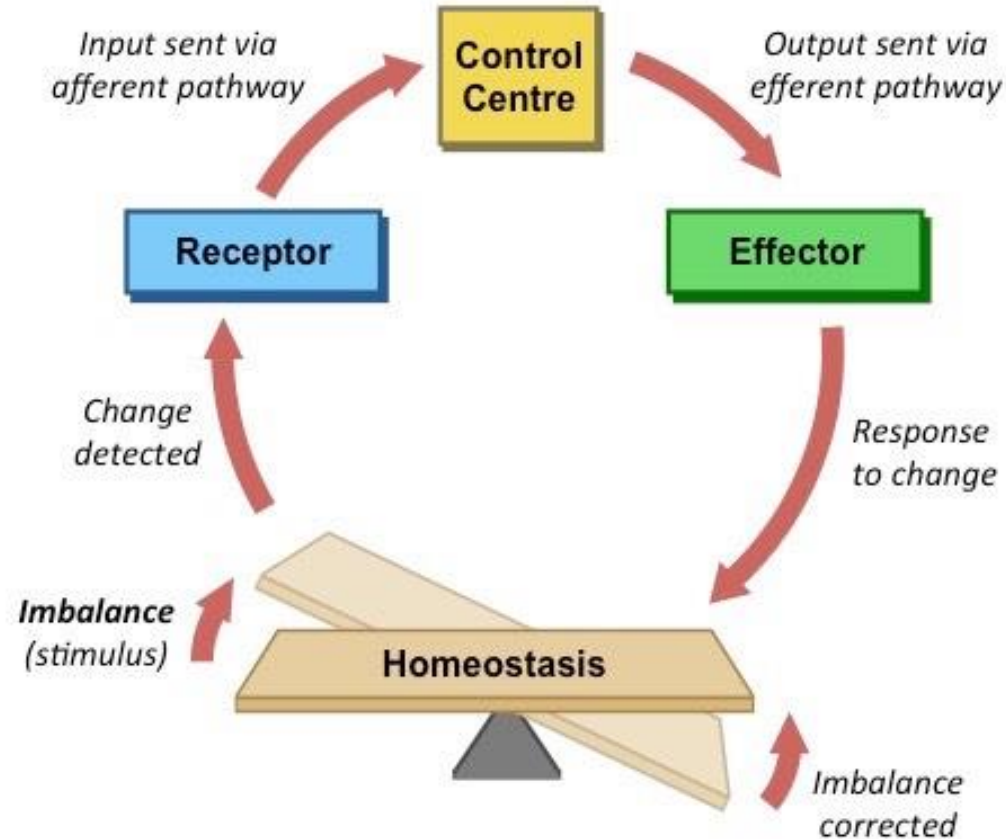 Input sent via
afferent pathway
Control
Centre
Output sent via
efferent pathway
Receptor
Effector
Change
detected
Response
to change
Imbalance
(stimulus)
Homeostasis
Imbalance
corrected